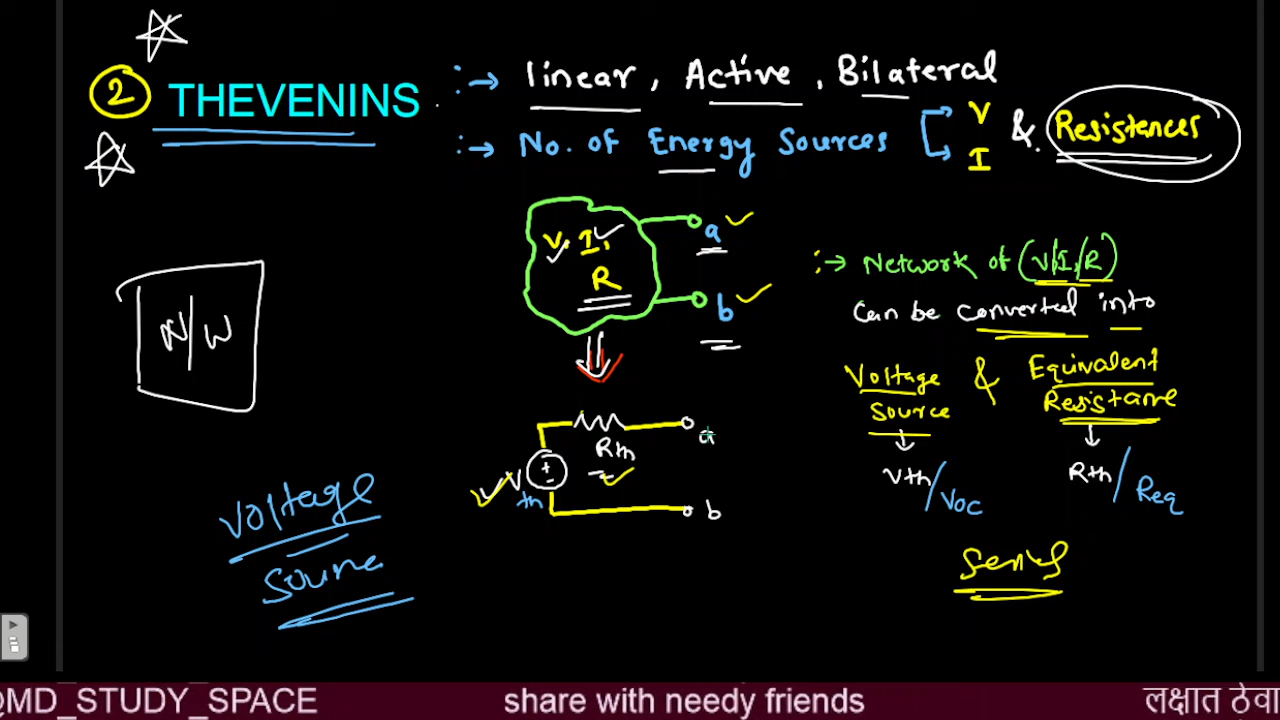 2 THEVENINS :→ linear, Active, Bilateral
:→ No. of Energy Sources V I & Resistances
V, I, R
a
b
N/W
Rth
Vth
a
b
:→ Network of (V/I/R)
Can be converted into
Voltage Source & Equivalent Resistance
Vth/Voc Rth/Req
Series
Voltage
Source
@MD_STUDY_SPACE share with needy friends लक्षात ठेवा